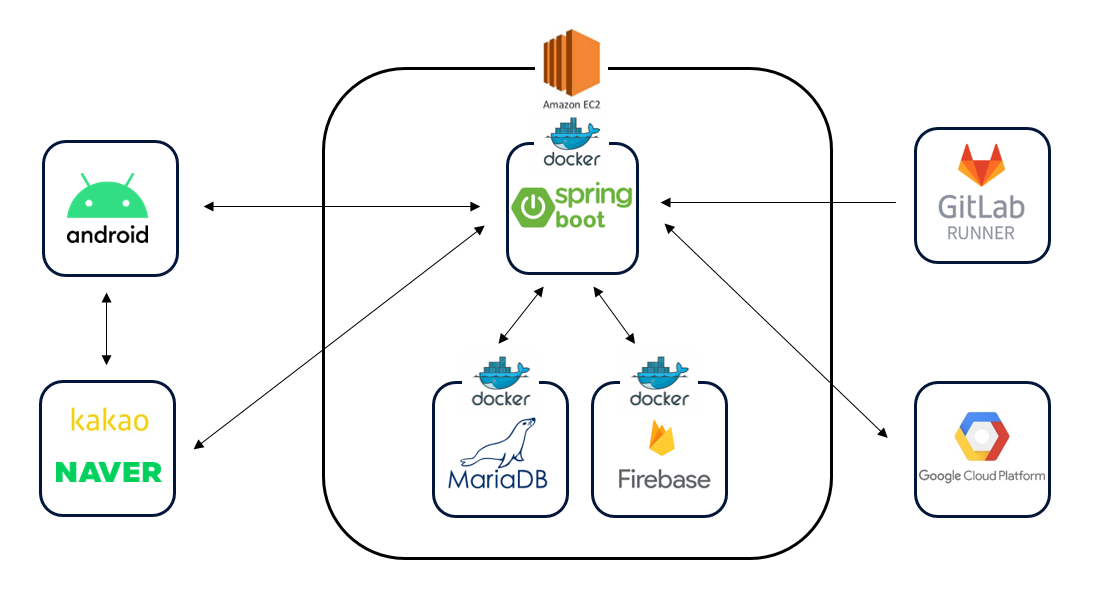 Amazon EC2
docker
android
spring
boot
GitLab
RUNNER
kakao
NAVER
docker
MariaDB
docker
Firebase
Google Cloud Platform